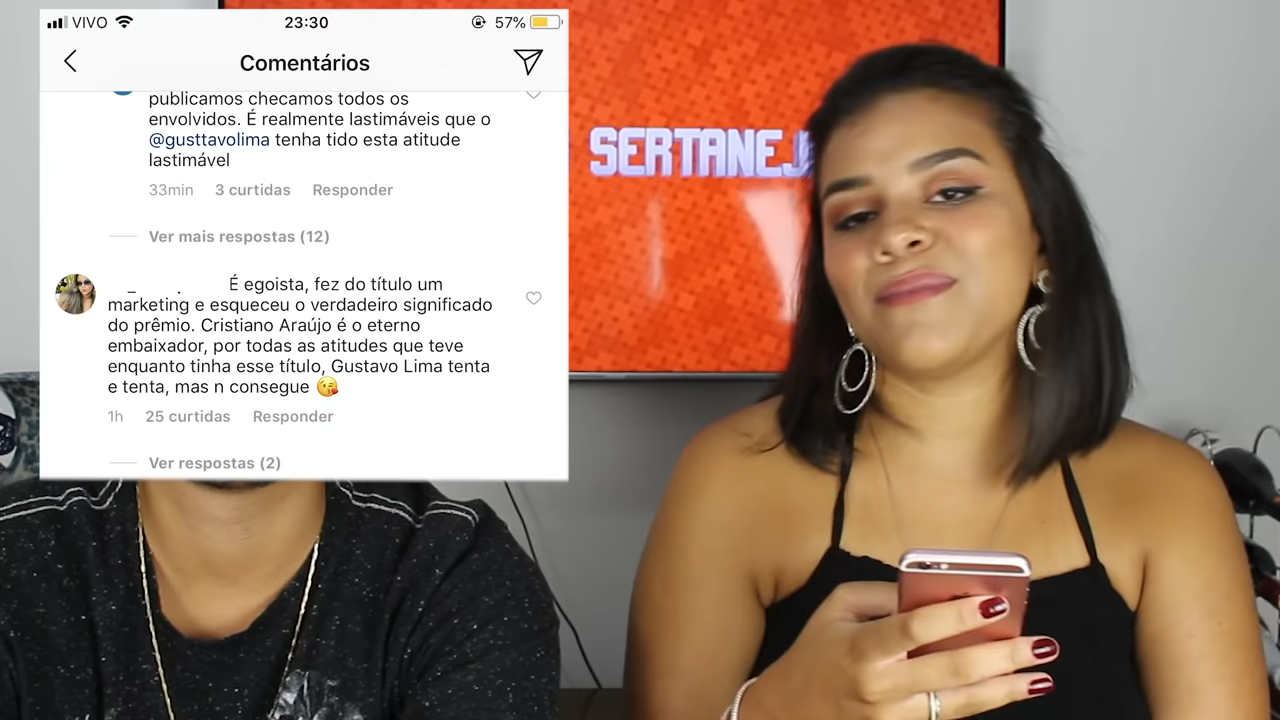 VIVO 23:30 57%
Comentários
publicamos checamos todos os
envolvidos. É realmente lastimáveis que o
@gusttavolima tenha tido esta atitude
lastimável
33min 3 curtidas Responder
Ver mais respostas (12)
É egoista, fez do título um
marketing e esqueceu o verdadeiro significado
do prêmio. Cristiano Araújo é o eterno
embaixador, por todas as atitudes que teve
enquanto tinha esse título, Gustavo Lima tenta
e tenta, mas n consegue 😘
1h 25 curtidas Responder
Ver respostas (2)
SERTANEJ